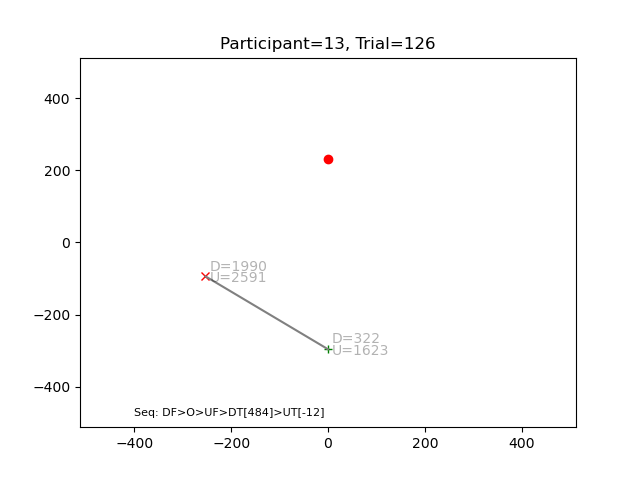 Participant=13, Trial=126
400
200
0
−200
−400
D=1990
U=2591
D=322
U=1623
Seq: DF>O>UF>DT[484]>UT[-12]
−400 −200 0 200 400